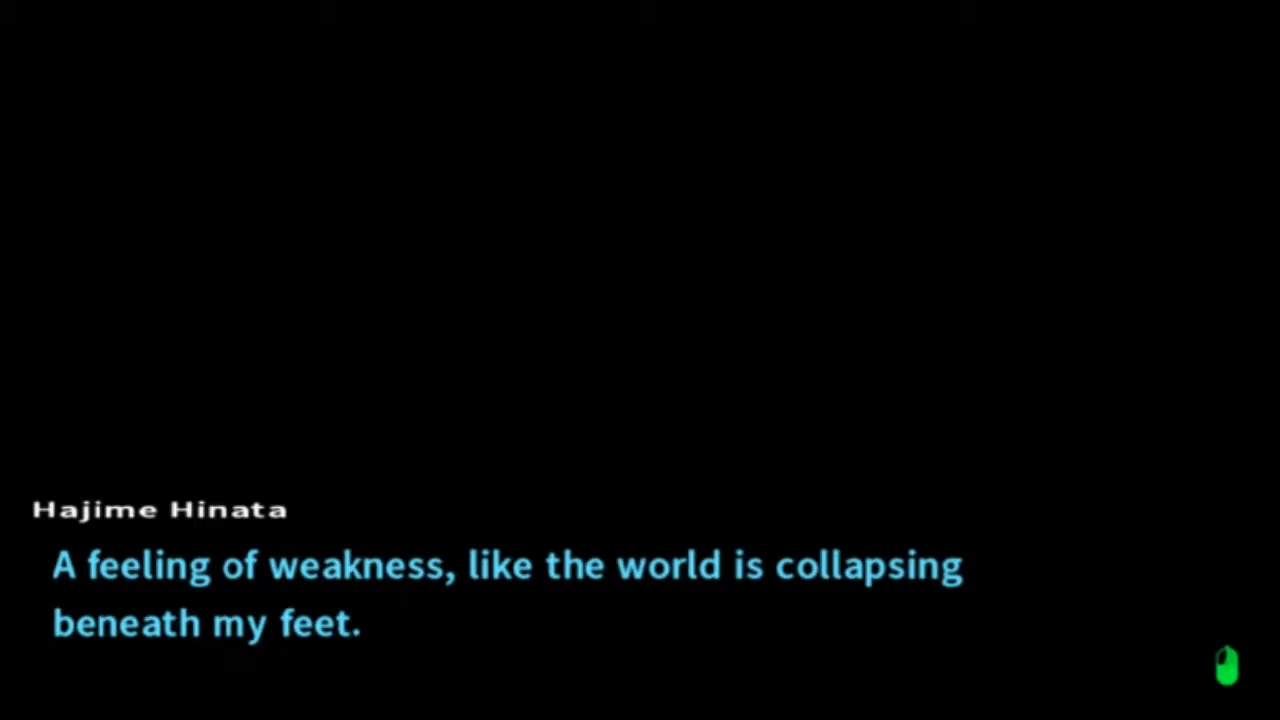 Hajime Hinata
A feeling of weakness, like the world is collapsing
beneath my feet.